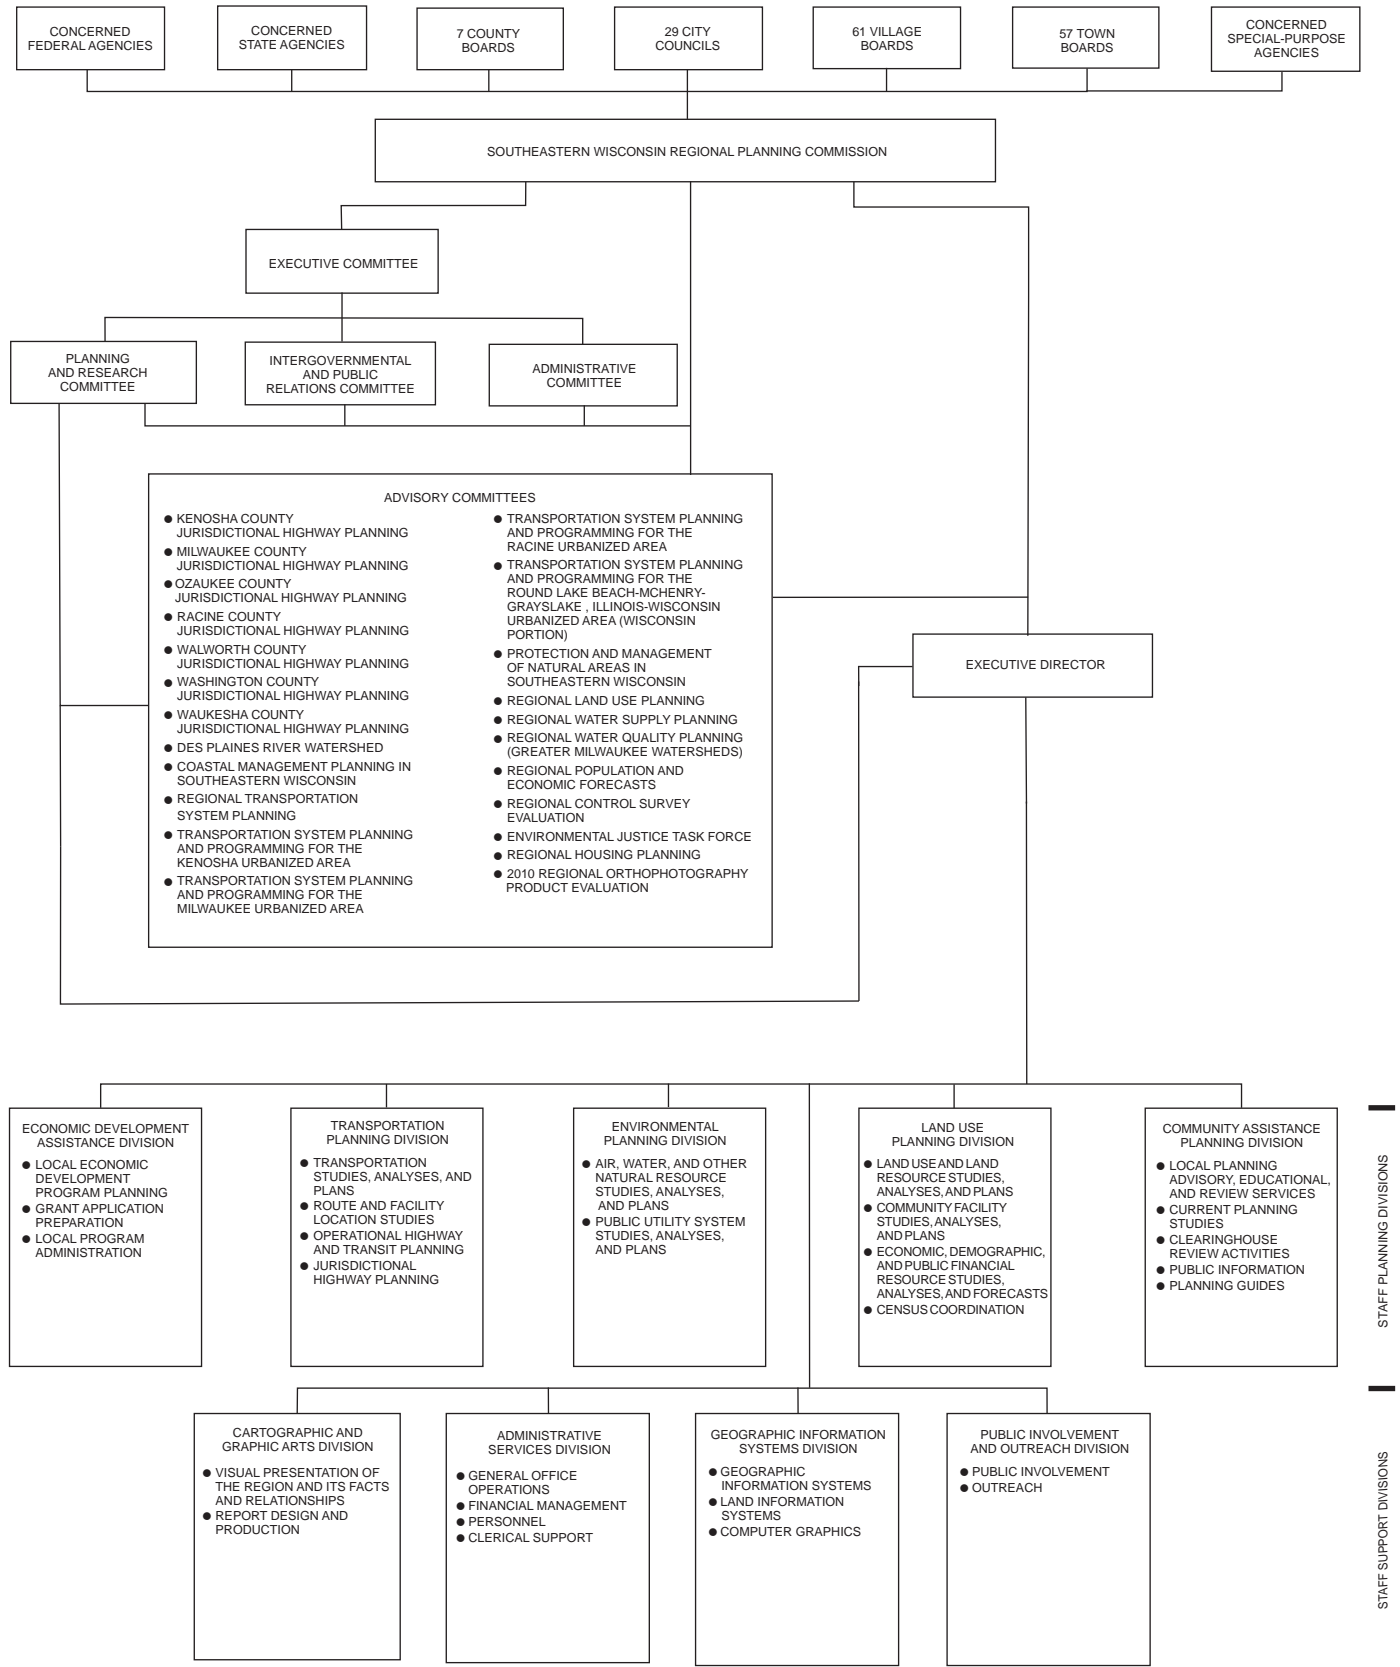 CONCERNED
FEDERAL AGENCIES
CONCERNED
STATE AGENCIES
7 COUNTY
BOARDS
29 CITY
COUNCILS
61 VILLAGE
BOARDS
57 TOWN
BOARDS
CONCERNED
SPECIAL-PURPOSE
AGENCIES
SOUTHEASTERN WISCONSIN REGIONAL PLANNING COMMISSION
EXECUTIVE COMMITTEE
PLANNING
AND RESEARCH
COMMITTEE
INTERGOVERNMENTAL
AND PUBLIC
RELATIONS COMMITTEE
ADMINISTRATIVE
COMMITTEE
ADVISORY COMMITTEES
● KENOSHA COUNTY
JURISDICTIONAL HIGHWAY PLANNING
● MILWAUKEE COUNTY
JURISDICTIONAL HIGHWAY PLANNING
● OZAUKEE COUNTY
JURISDICTIONAL HIGHWAY PLANNING
● RACINE COUNTY
JURISDICTIONAL HIGHWAY PLANNING
● WALWORTH COUNTY
JURISDICTIONAL HIGHWAY PLANNING
● WASHINGTON COUNTY
JURISDICTIONAL HIGHWAY PLANNING
● WAUKESHA COUNTY
JURISDICTIONAL HIGHWAY PLANNING
● DES PLAINES RIVER WATERSHED
● COASTAL MANAGEMENT PLANNING IN
SOUTHEASTERN WISCONSIN
● REGIONAL TRANSPORTATION
SYSTEM PLANNING
● TRANSPORTATION SYSTEM PLANNING
AND PROGRAMMING FOR THE
KENOSHA URBANIZED AREA
● TRANSPORTATION SYSTEM PLANNING
AND PROGRAMMING FOR THE
MILWAUKEE URBANIZED AREA
● TRANSPORTATION SYSTEM PLANNING
AND PROGRAMMING FOR THE
RACINE URBANIZED AREA
● TRANSPORTATION SYSTEM PLANNING
AND PROGRAMMING FOR THE
ROUND LAKE BEACH-MCHENRY-
GRAYSLAKE , ILLINOIS-WISCONSIN
URBANIZED AREA (WISCONSIN
PORTION)
● PROTECTION AND MANAGEMENT
OF NATURAL AREAS IN
SOUTHEASTERN WISCONSIN
● REGIONAL LAND USE PLANNING
● REGIONAL WATER SUPPLY PLANNING
● REGIONAL WATER QUALITY PLANNING
(GREATER MILWAUKEE WATERSHEDS)
● REGIONAL POPULATION AND
ECONOMIC FORECASTS
● REGIONAL CONTROL SURVEY
EVALUATION
● ENVIRONMENTAL JUSTICE TASK FORCE
● REGIONAL HOUSING PLANNING
● 2010 REGIONAL ORTHOPHOTOGRAPHY
PRODUCT EVALUATION
EXECUTIVE DIRECTOR
ECONOMIC DEVELOPMENT
ASSISTANCE DIVISION
● LOCAL ECONOMIC
DEVELOPMENT
PROGRAM PLANNING
● GRANT APPLICATION
PREPARATION
● LOCAL PROGRAM
ADMINISTRATION
TRANSPORTATION
PLANNING DIVISION
● TRANSPORTATION
STUDIES, ANALYSES, AND
PLANS
● ROUTE AND FACILITY
LOCATION STUDIES
● OPERATIONAL HIGHWAY
AND TRANSIT PLANNING
● JURISDICTIONAL
HIGHWAY PLANNING
ENVIRONMENTAL
PLANNING DIVISION
● AIR, WATER, AND OTHER
NATURAL RESOURCE
STUDIES, ANALYSES,
AND PLANS
● PUBLIC UTILITY SYSTEM
STUDIES, ANALYSES,
AND PLANS
LAND USE
PLANNING DIVISION
● LAND USE AND LAND
RESOURCE STUDIES,
ANALYSES, AND PLANS
● COMMUNITY FACILITY
STUDIES, ANALYSES,
AND PLANS
● ECONOMIC, DEMOGRAPHIC,
AND PUBLIC FINANCIAL
RESOURCE STUDIES,
ANALYSES, AND FORECASTS
● CENSUS COORDINATION
COMMUNITY ASSISTANCE
PLANNING DIVISION
● LOCAL PLANNING
ADVISORY, EDUCATIONAL,
AND REVIEW SERVICES
● CURRENT PLANNING
STUDIES
● CLEARINGHOUSE
REVIEW ACTIVITIES
● PUBLIC INFORMATION
● PLANNING GUIDES
STAFF PLANNING DIVISIONS
CARTOGRAPHIC AND
GRAPHIC ARTS DIVISION
● VISUAL PRESENTATION OF
THE REGION AND ITS FACTS
AND RELATIONSHIPS
● REPORT DESIGN AND
PRODUCTION
ADMINISTRATIVE
SERVICES DIVISION
● GENERAL OFFICE
OPERATIONS
● FINANCIAL MANAGEMENT
● PERSONNEL
● CLERICAL SUPPORT
GEOGRAPHIC INFORMATION
SYSTEMS DIVISION
● GEOGRAPHIC
INFORMATION SYSTEMS
● LAND INFORMATION
SYSTEMS
● COMPUTER GRAPHICS
PUBLIC INVOLVEMENT
AND OUTREACH DIVISION
● PUBLIC INVOLVEMENT
● OUTREACH
STAFF SUPPORT DIVISIONS